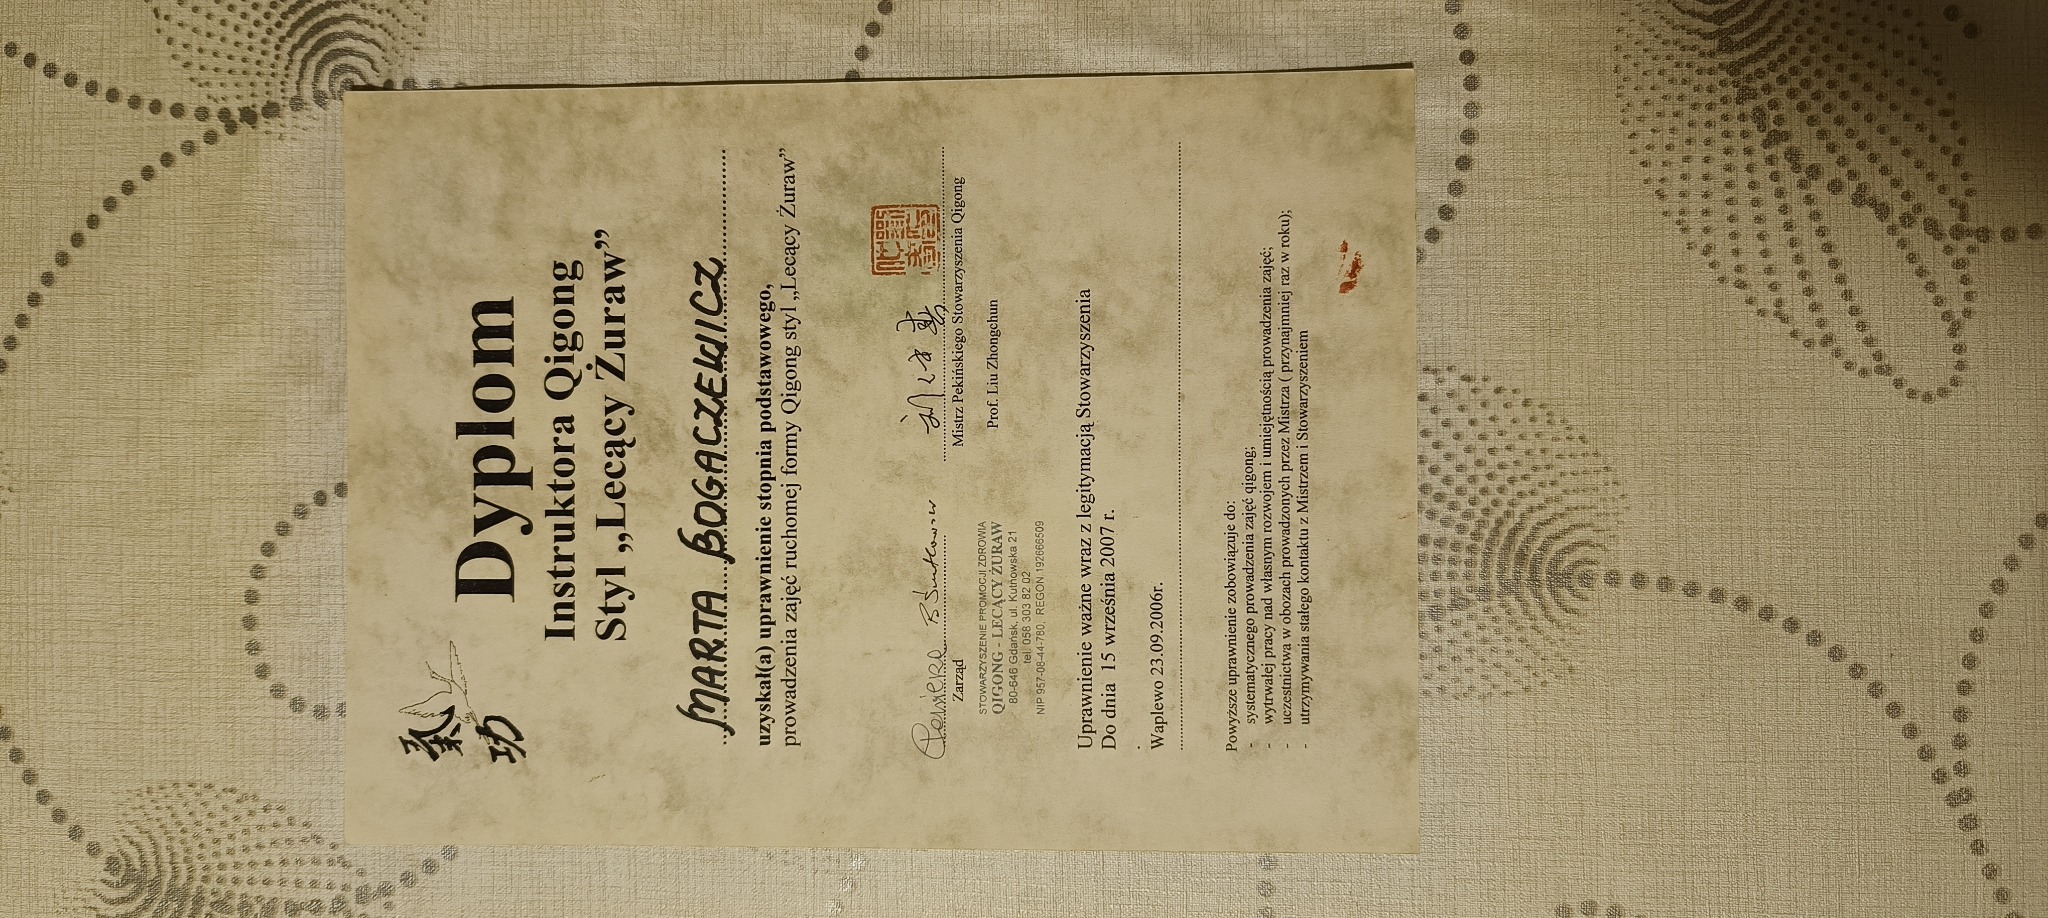 氣
功
Dyplom
Instruktora Qigong
Styl „Lecący Żuraw”
MARTA BOGACZEWICZ
uzyskał(a) uprawnienie stopnia podstawowego,
prowadzenia zajęć ruchomej formy Qigong styl „Lecący Żuraw”
Zarząd
Mistrz Pekińskiego Stowarzyszenia Qigong
Prof. Liu Zhongchun
STOWARZYSZENIE PROMOCJI ZDROWIA
QIGONG - LECĄCY ŻURAW
80-646 Gdańsk, ul. Kutnowska 21
tel. 058 303 82 02
NIP 957-08-44-780, REGON 192666509
Uprawnienie ważne wraz z legitymacją Stowarzyszenia
Do dnia 15 września 2007 r.
.
Waplewo 23.09.2006r.
Powyższe uprawnienie zobowiązuje do:
- systematycznego prowadzenia zajęć qigong;
- wytrwałej pracy nad własnym rozwojem i umiejętnością prowadzenia zajęć;
- uczestnictwa w obozach prowadzonych przez Mistrza ( przynajmniej raz w roku);
- utrzymywania stałego kontaktu z Mistrzem i Stowarzyszeniem